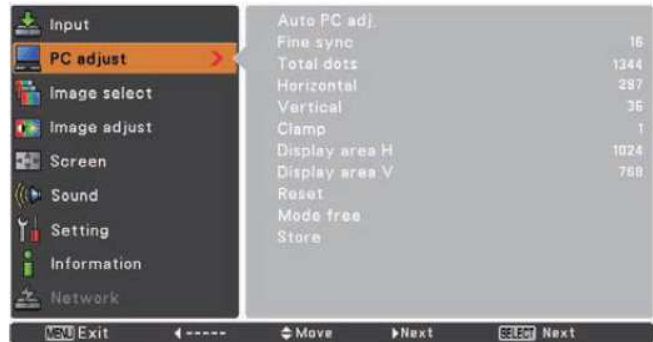 Input
PC adjust
Image select
Image adjust
Screen
Sound
Setting
Information
Network
Auto PC adj.
Fine sync 16
Total dots 1344
Horizontal 297
Vertical 36
Clamp 1
Display area H 1024
Display area V 768
Reset
Mode free
Store
MENU Exit ◄ ----- Move ►Next SELECT Next